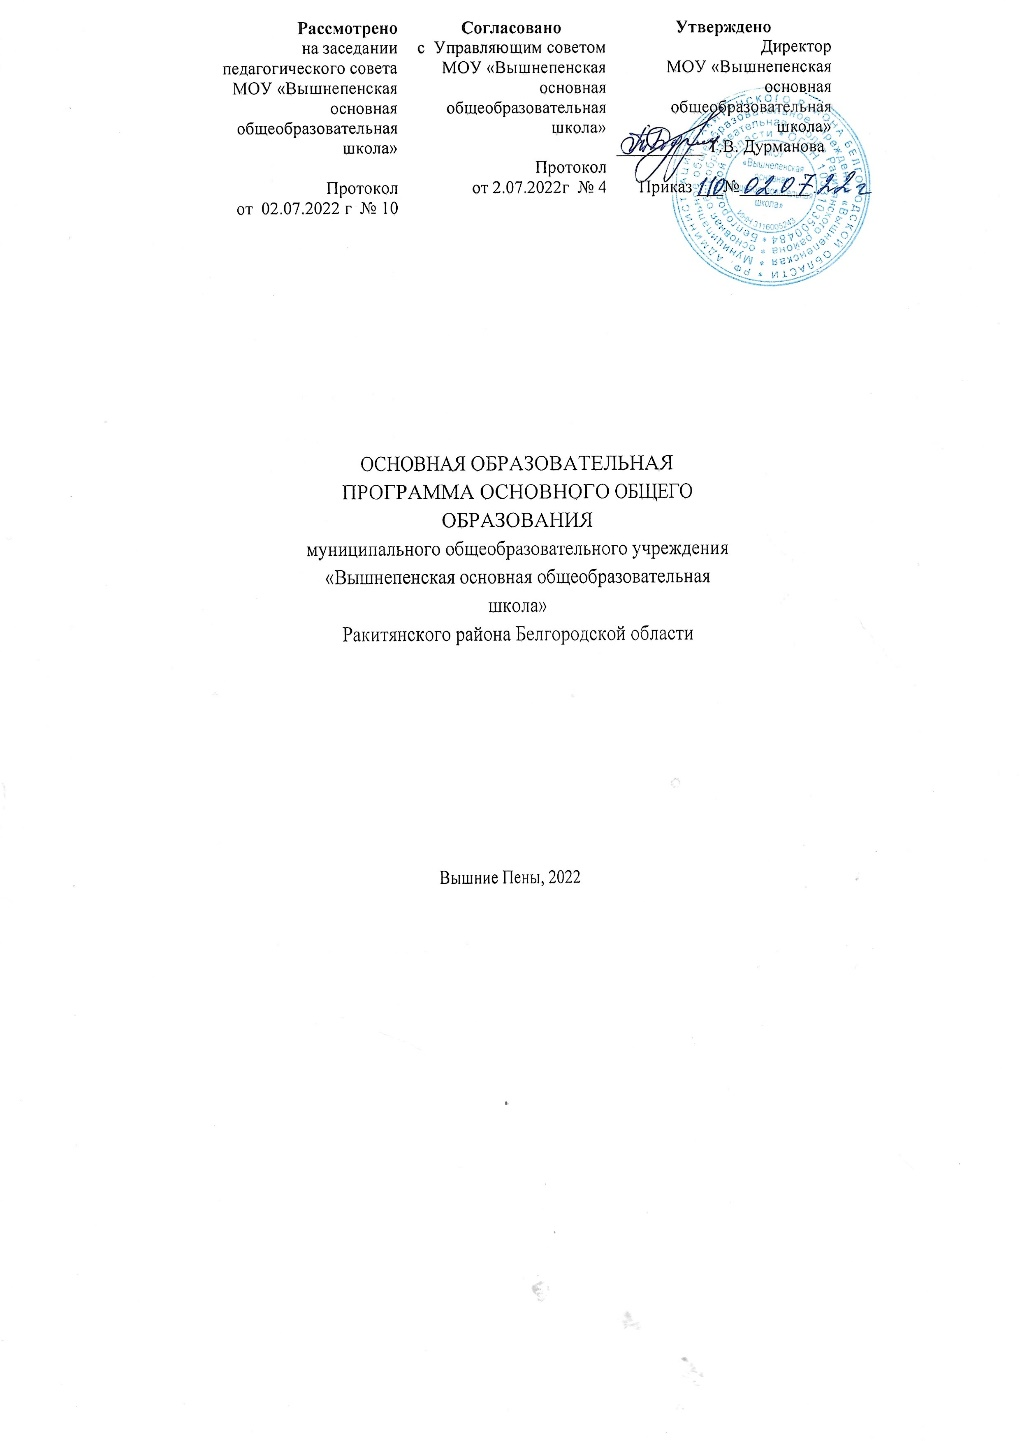 Рассмотрено
на заседании
педагогического совета
МОУ «Вышнепенская
основная
общеобразовательная
школа»
Протокол
от 02.07.2022 г № 10
Согласовано
с Управляющим советом
МОУ «Вышнепенская
основная
общеобразовательная
школа»
Протокол
от 2.07.2022г № 4
Утверждено
Директор
МОУ «Вышнепенская
основная
общеобразовательная
школа»
Т.В. Дурманова
Приказ 110 № 02.07.22 г
«Вышнепенская
школа»
ОСНОВНАЯ ОБРАЗОВАТЕЛЬНАЯ
ПРОГРАММА ОСНОВНОГО ОБЩЕГО
ОБРАЗОВАНИЯ
муниципального общеобразовательного учреждения
«Вышнепенская основная общеобразовательная
школа»
Ракитянского района Белгородской области
Вышние Пены, 2022